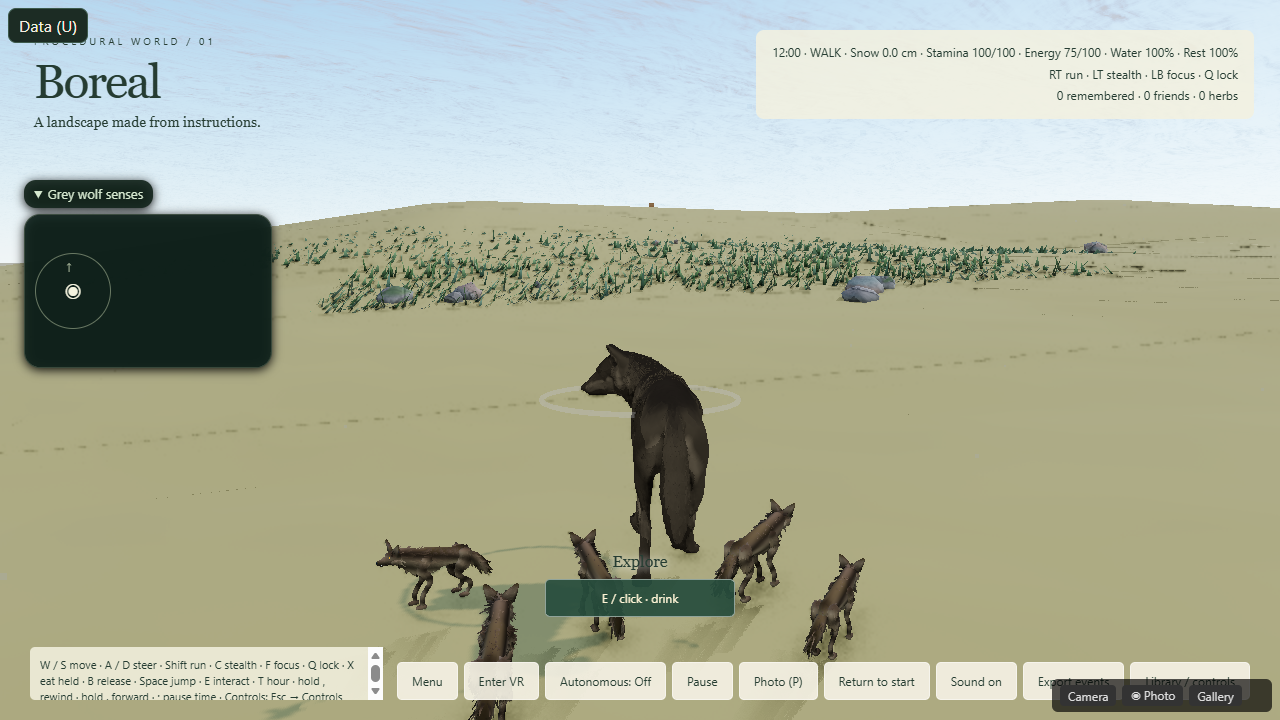 Data (U)
PROCEDURAL WORLD / 01
Boreal
A landscape made from instructions.
12:00 · WALK · Snow 0.0 cm · Stamina 100/100 · Energy 75/100 · Water 100% · Rest 100%
RT run · LT stealth · LB focus · Q lock
0 remembered · 0 friends · 0 herbs
▼ Grey wolf senses
↑
Explore
E / click · drink
W / S move · A / D steer · Shift run · C stealth · F focus · Q lock · X
eat held · B release · Space jump · E interact · T hour · hold ,
rewind · hold . forward · ; pause time · Controls: Esc → Controls
Menu
Enter VR
Autonomous: Off
Pause
Photo (P)
Return to start
Sound on
Export events
Library / controls
Camera
◉ Photo
Gallery